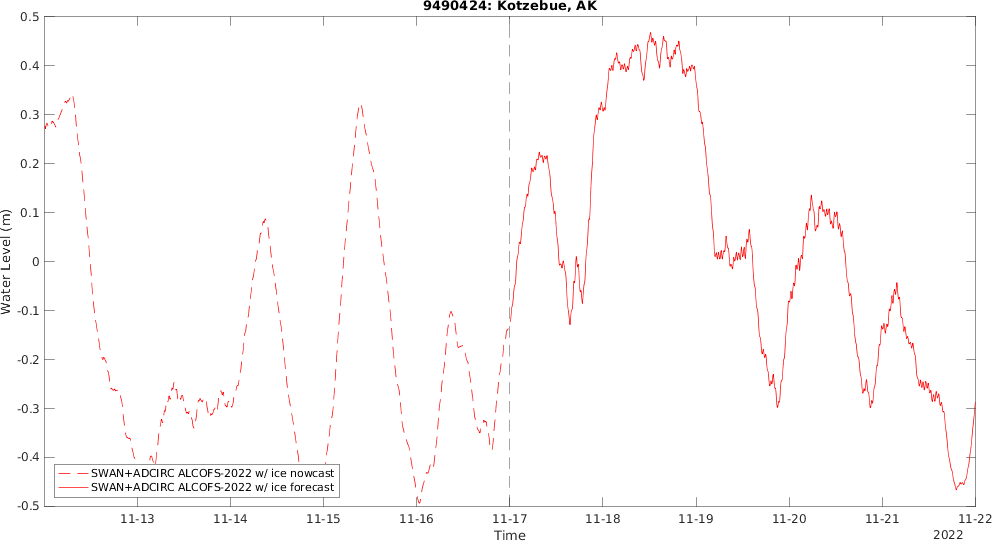 9490424: Kotzebue, AK
0.5
0.4
0.3
0.2
0.1
0
-0.1
-0.2
-0.3
-0.4
-0.5
Water Level (m)
SWAN+ADCIRC ALCOFS-2022 w/ ice nowcast
SWAN+ADCIRC ALCOFS-2022 w/ ice forecast
11-13 11-14 11-15 11-16 11-17 11-18 11-19 11-20 11-21 11-22
Time
2022